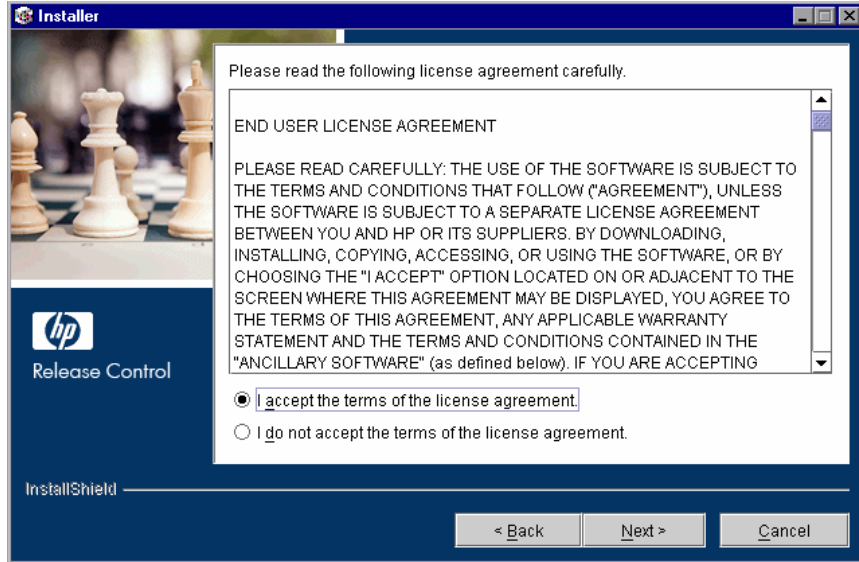 Installer
Please read the following license agreement carefully.
END USER LICENSE AGREEMENT
PLEASE READ CAREFULLY: THE USE OF THE SOFTWARE IS SUBJECT TO
THE TERMS AND CONDITIONS THAT FOLLOW ("AGREEMENT"), UNLESS
THE SOFTWARE IS SUBJECT TO A SEPARATE LICENSE AGREEMENT
BETWEEN YOU AND HP OR ITS SUPPLIERS. BY DOWNLOADING,
INSTALLING, COPYING, ACCESSING, OR USING THE SOFTWARE, OR BY
CHOOSING THE "I ACCEPT" OPTION LOCATED ON OR ADJACENT TO THE
SCREEN WHERE THIS AGREEMENT MAY BE DISPLAYED, YOU AGREE TO
THE TERMS OF THIS AGREEMENT, ANY APPLICABLE WARRANTY
STATEMENT AND THE TERMS AND CONDITIONS CONTAINED IN THE
"ANCILLARY SOFTWARE" (as defined below). IF YOU ARE ACCEPTING
I accept the terms of the license agreement.
I do not accept the terms of the license agreement.
hp
Release Control
InstallShield
< Back
Next >
Cancel